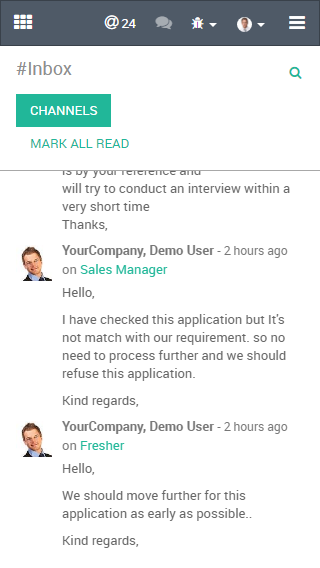 @24
#Inbox
CHANNELS
MARK ALL READ
is by your reference and
will try to conduct an interview within a
very short time
Thanks,
YourCompany, Demo User - 2 hours ago
on Sales Manager
Hello,
I have checked this application but It's
not match with our requirement. so no
need to process further and we should
refuse this application.
Kind regards,
YourCompany, Demo User - 2 hours ago
on Fresher
Hello,
We should move further for this
application as early as possible..
Kind regards,